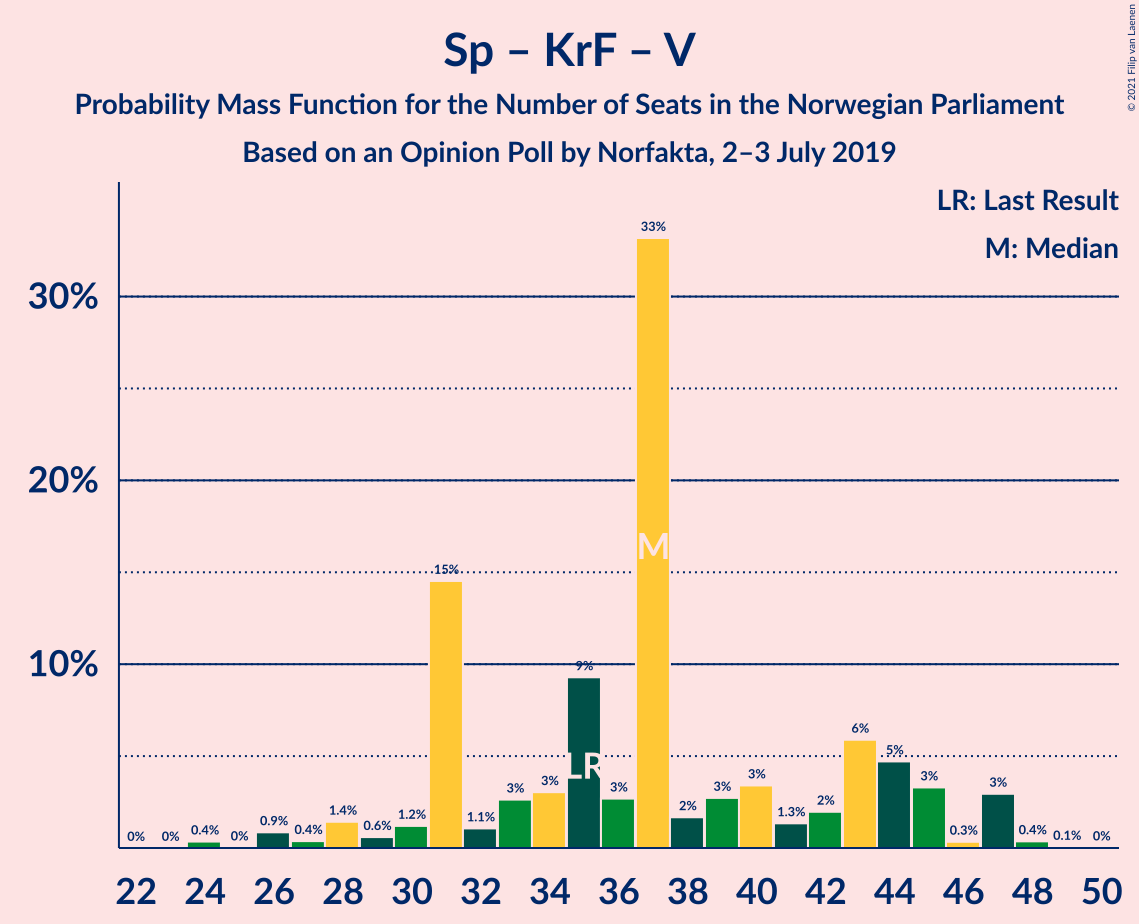 Sp – KrF – V
Probability Mass Function for the Number of Seats in the Norwegian Parliament
Based on an Opinion Poll by Norfakta, 2–3 July 2019
© 2021 Filip van Laenen
LR: Last Result
M: Median
30%
20%
10%
0% 0% 0.4% 0% 0.9% 0.4% 1.4% 0.6% 1.2% 15% 1.1% 3% 3% 9% 3% 33% 2% 3% 3% 1.3% 2% 6% 5% 3% 0.3% 3% 0.4% 0.1% 0%
M
LR
22 24 26 28 30 32 34 36 38 40 42 44 46 48 50